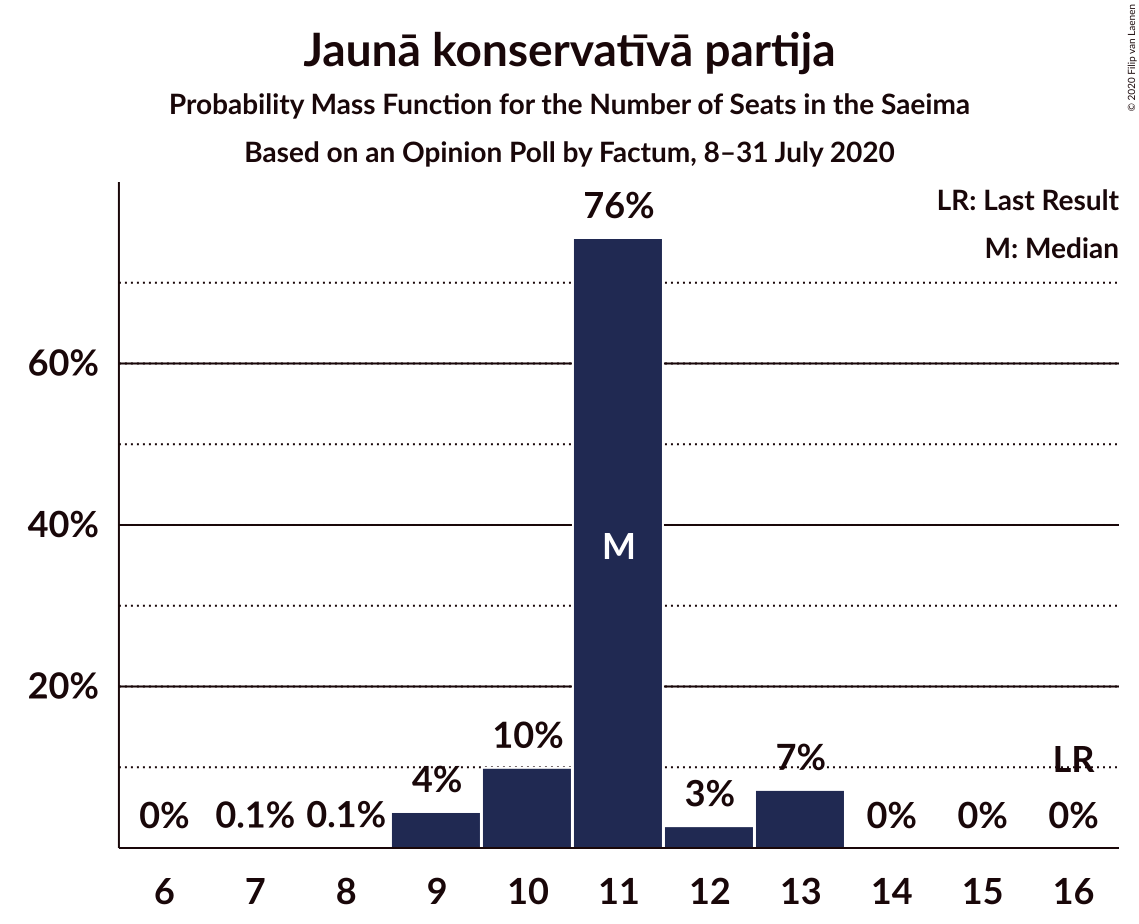 Jaunā konservatīvā partija
Probability Mass Function for the Number of Seats in the Saeima
Based on an Opinion Poll by Factum, 8–31 July 2020
© 2020 Filip van Laenen
LR: Last Result
M: Median
60%
40%
20%
0%
0.1%
0.1%
4%
10%
76%
M
3%
7%
0%
0%
LR
0%
6 7 8 9 10 11 12 13 14 15 16